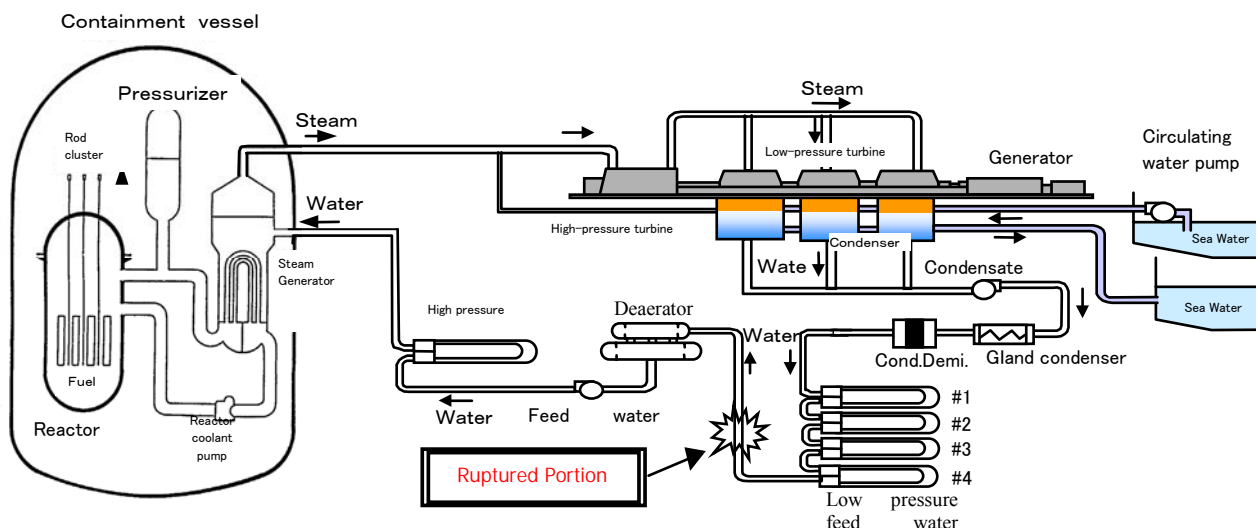 Containment vessel
Pressurizer
Rod
cluster
Steam
Water
Steam
Generator
Fuel
Reactor
Reactor
coolant
pump
Steam
Low-pressure turbine
Generator
Circulating
water pump
High-pressure turbine
Condenser
Sea Water
Sea Water
Wate
Condensate
High pressure
Deaerator
Water
Cond.Demi.
Gland condenser
Water
Feed water
Ruptured Portion
#1
#2
#3
#4
Low pressure
feed water